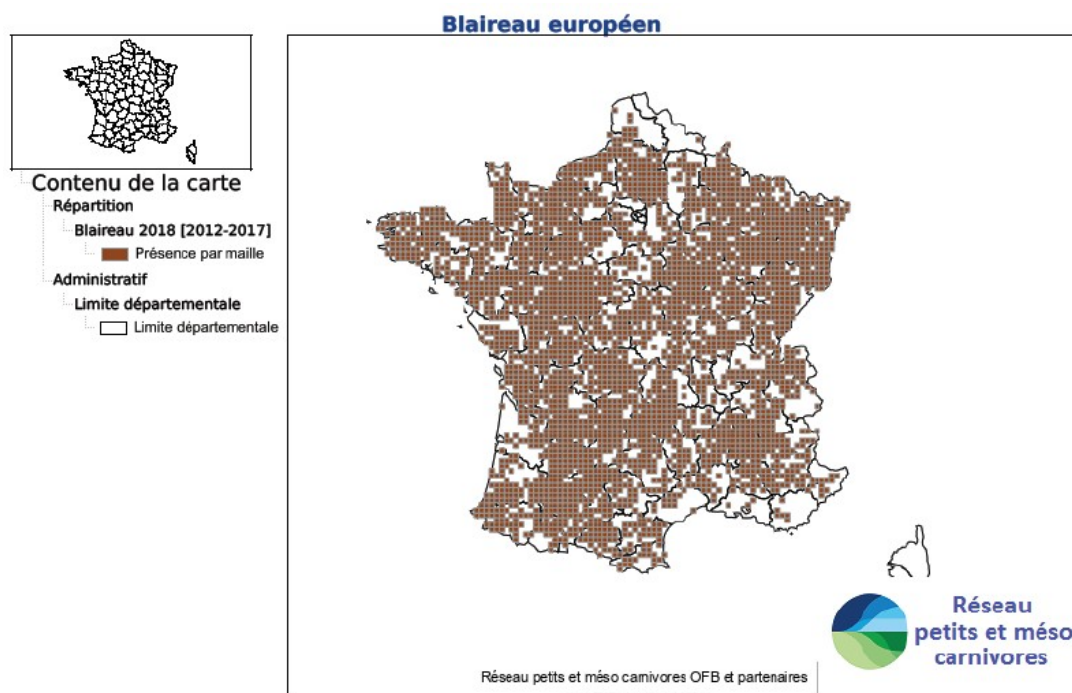 Blaireau européen
Contenu de la carte
Répartition
Blaireau 2018 [2012-2017]
Présence par maille
Administratif
Limite départementale
Limite départementale
Réseau
petits et méso
carnivores
Réseau petits et méso carnivores OFB et partenaires